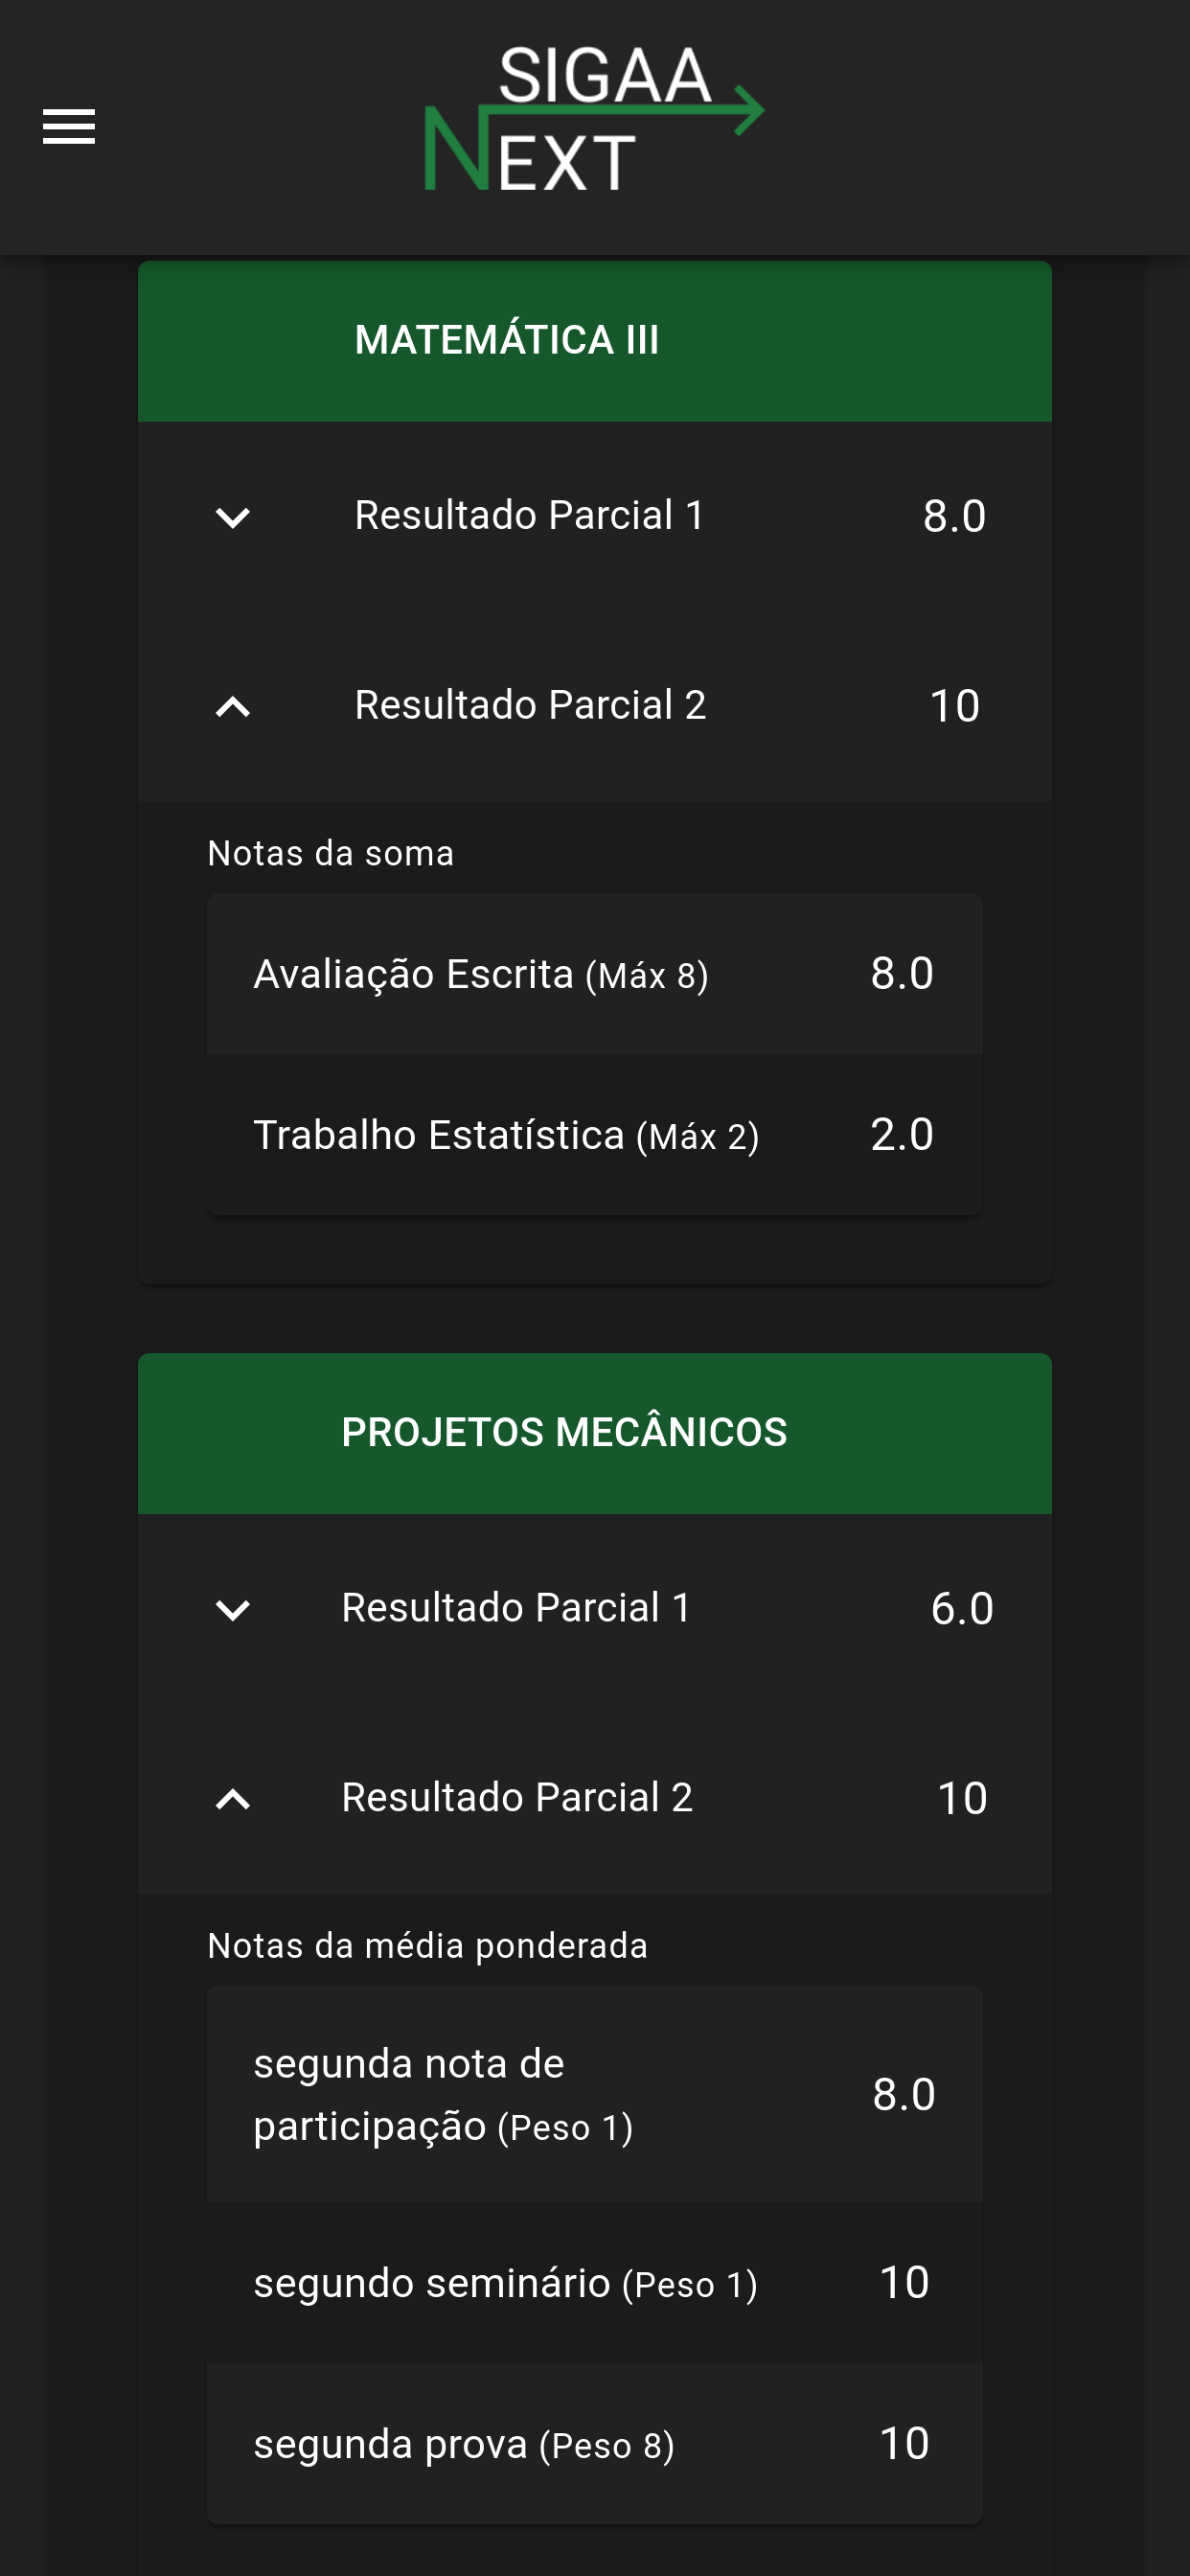 SIGAA
NEXT
MATEMÁTICA III
Resultado Parcial 1 8.0
Resultado Parcial 2 10
Notas da soma
Avaliação Escrita (Máx 8) 8.0
Trabalho Estatística (Máx 2) 2.0
PROJETOS MECÂNICOS
Resultado Parcial 1 6.0
Resultado Parcial 2 10
Notas da média ponderada
segunda nota de
participação (Peso 1) 8.0
segundo seminário (Peso 1) 10
segunda prova (Peso 8) 10